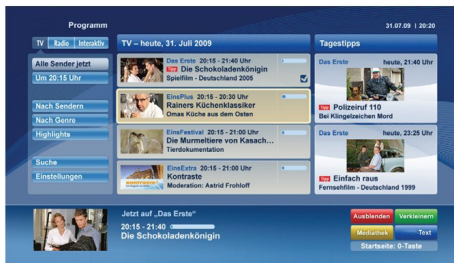 Programm
31.07.09 | 20:20
TV Radio Interaktiv
Alle Sender jetzt
Um 20:15 Uhr
Nach Sendern
Nach Genre
Highlights
Suche
Einstellungen
TV – heute, 31. Juli 2009
Das Erste 20:15 - 21:40 Uhr
Tipp Die Schokoladenkönigin
Spielfilm - Deutschland 2005
EinsPlus 20:15 - 20:30 Uhr
Rainers Küchenklassiker
Omas Küche aus dem Osten
EinsFestival 20:15 - 21:00 Uhr
Die Murmeltiere von Kasach...
Tierdokumentation
EinsExtra 20:15 - 21:00 Uhr
Kontraste
Moderation: Astrid Frohloff
Tagestipps
Das Erste heute, 21:40 Uhr
Tipp Polizeiruf 110
Bei Klingelzeichen Mord
Das Erste heute, 23:25 Uhr
Tipp Einfach raus
Fernsehfilm - Deutschland 1999
Jetzt auf „Das Erste“
20:15 - 21:40
Die Schokoladenkönigin
Ausblenden Verkleinern
Mediathek Text
Startseite: 0-Taste